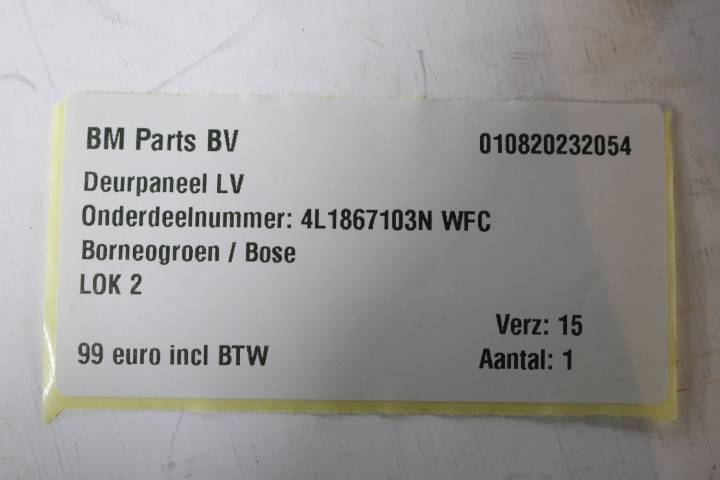 BM Parts BV 010820232054
Deurpaneel LV
Onderdeelnummer: 4L1867103N WFC
Borneogroen / Bose
LOK 2
Verz: 15
99 euro incl BTW Aantal: 1